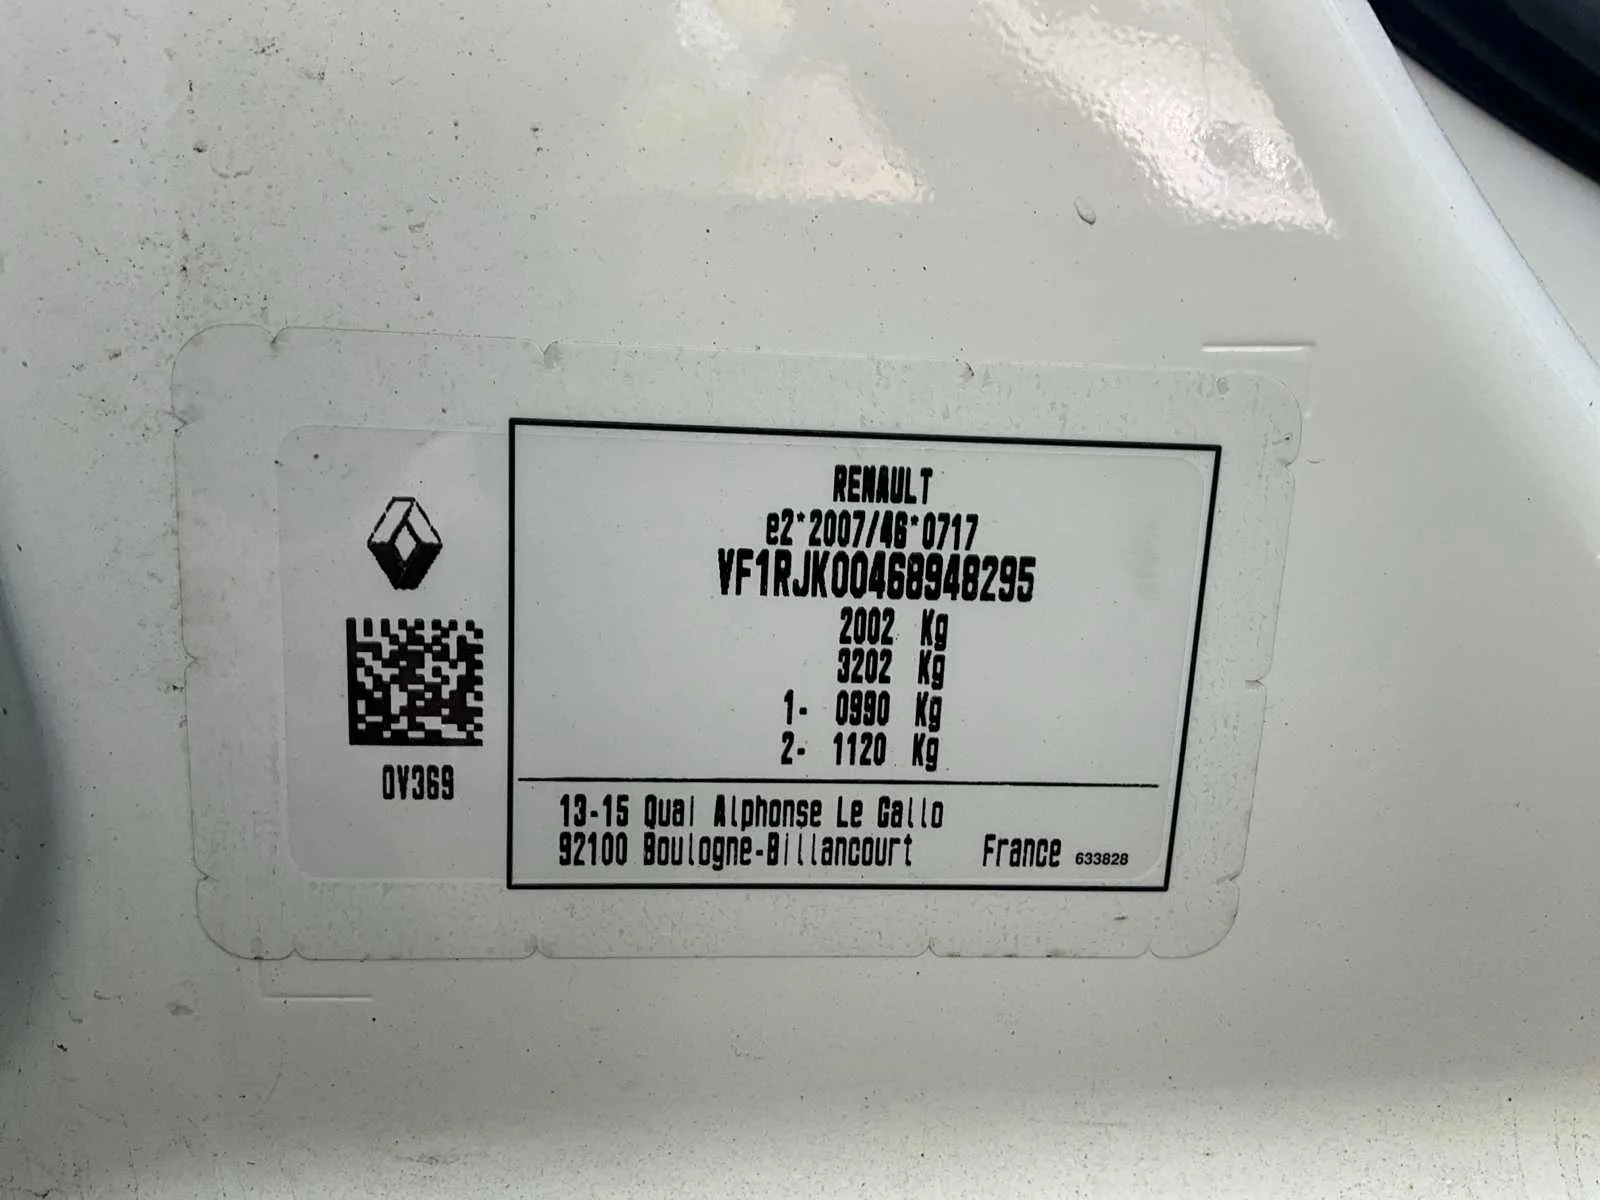 RENAULT
e2*2007/46*0717
VF1RJK00468948295
2002 Kg
3202 Kg
1- 0990 Kg
2- 1120 Kg
0V369
13-15 Quai Alphonse Le Gallo
92100 Boulogne-Billancourt France 633828